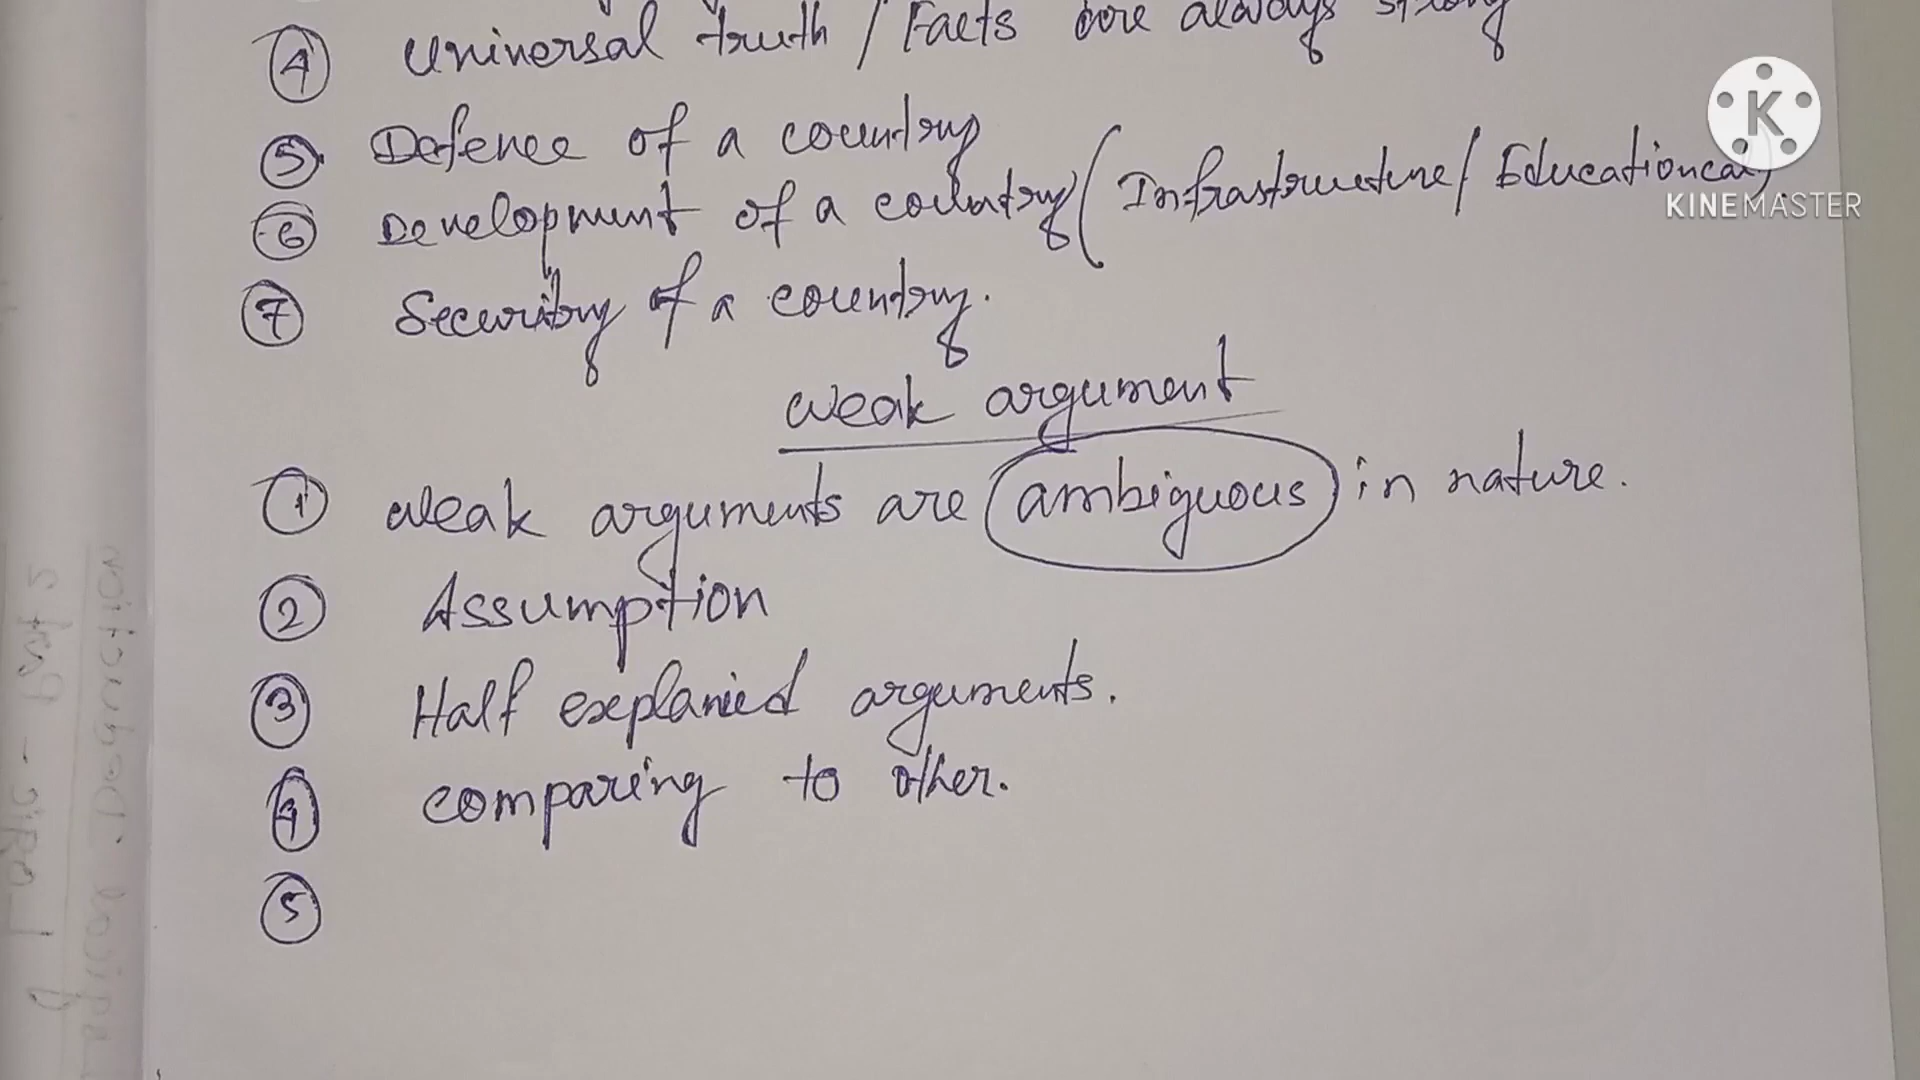 ④ Universal truth / Facts are always strong
⑤ Defence of a country
⑥ Development of a country (Infrastructure / Educational).
⑦ Security of a country.
K
KINEMASTER
weak argument
① Weak arguments are ambiguous in nature.
② Assumption
③ Half explanied arguments.
④ comparing to other.
⑤